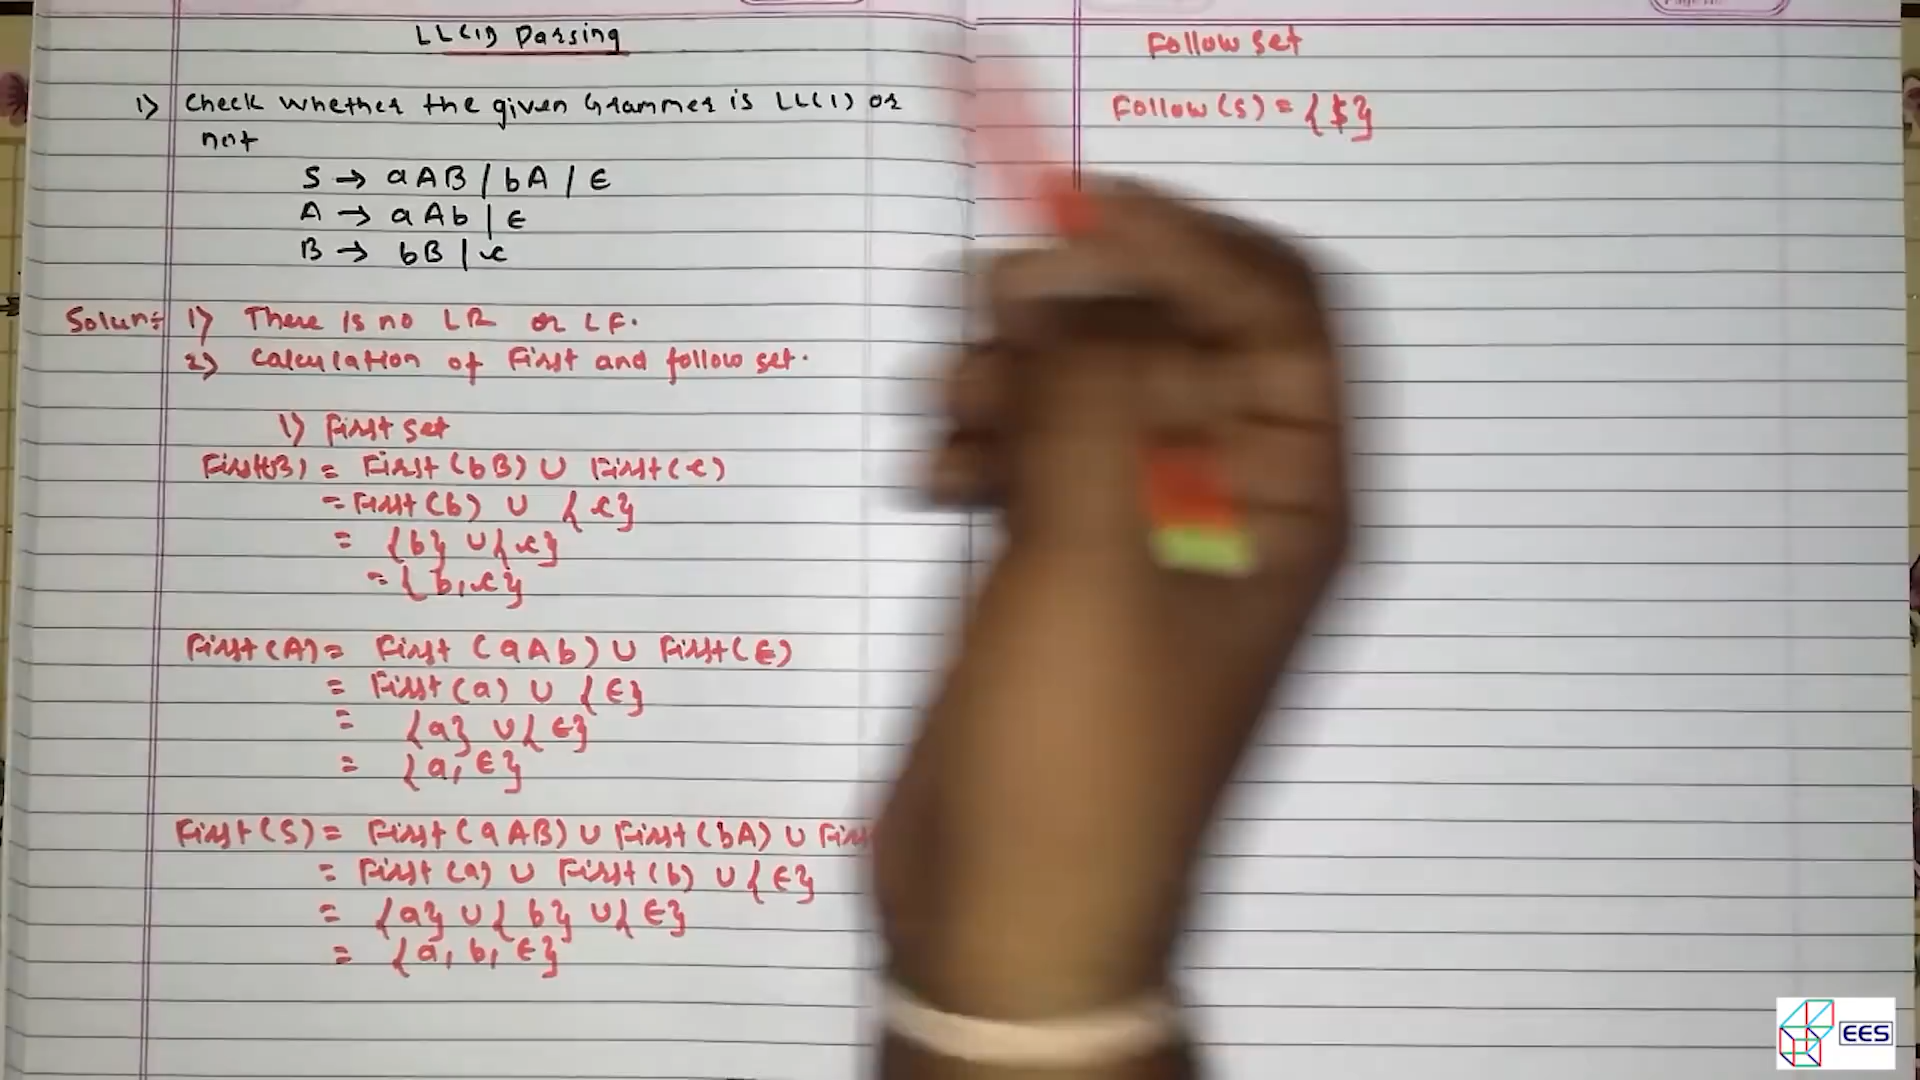 LL(1) Parsing
1) Check whether the given Grammer is LL(1) or
not
S → aAB | bA | ϵ
A → aAb | ϵ
B → bB | c
Soluns 1) There is no LR or LF.
2) Calculation of First and follow set.
1) First set
First(B) = First (bB) ∪ First(c)
= First (b) ∪ {c}
= {b} ∪ {c}
= {b, c}
First(A) = First (aAb) ∪ First(ϵ)
= First(a) ∪ {ϵ}
= {a} ∪ {ϵ}
= {a, ϵ}
First(S) = First(aAB) ∪ First(bA) ∪
= First(a) ∪ First(b) ∪ {ϵ}
= {a} ∪ {b} ∪ {ϵ}
= {a, b, ϵ}
Follow set
Follow(S) = {$}
EES